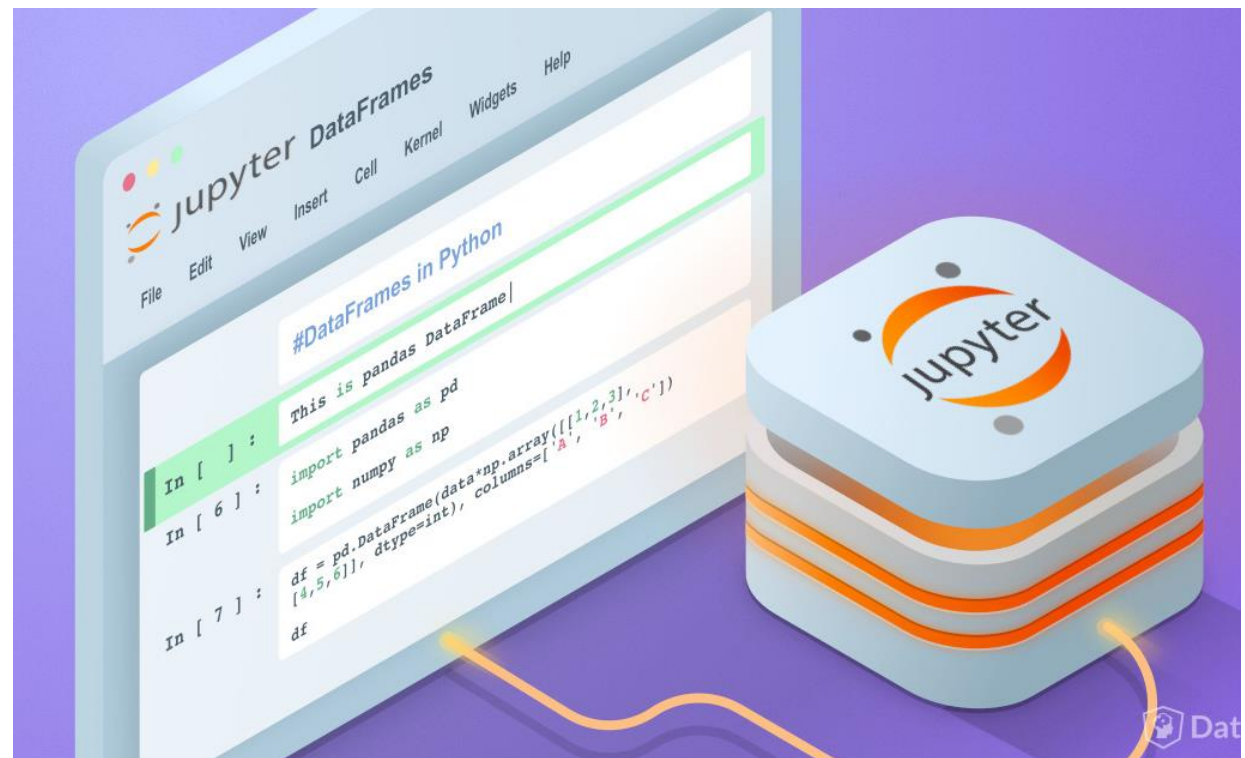 jupyter DataFrames
File Edit View Insert Cell Kernel Widgets Help
#DataFrames in Python
In [ ] : This is pandas DataFrame|
In [ 6 ] : import pandas as pd
import numpy as np
In [ 7 ] : df = pd.DataFrame(data*np.array([[1,2,3],
[4,5,6]], dtype=int), columns=['A', 'B', 'C'])
df
jupyter
Dat